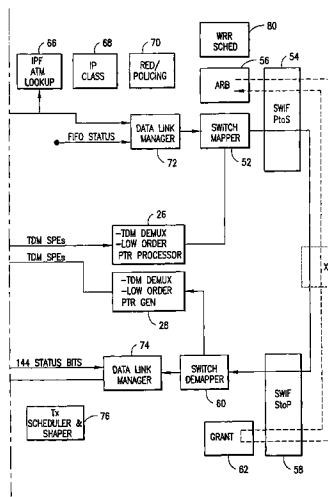 66
68
70
80
WRR
SCHED
IPF
ATM
LOOKUP
IP
CLASS
RED/
POLICING
56
54
ARB
SWIF
PtoS
FIFO STATUS
DATA LINK
MANAGER
72
SWITCH
MAPPER
52
TDM SPEs
26
-TDM DEMUX
-LOW ORDER
PTR PROCESSOR
TDM SPEs
-TDM DEMUX
-LOW ORDER
PTR GEN
28
X
74
144 STATUS BITS
DATA LINK
MANAGER
SWITCH
DEMAPPER
60
SWIF
StoP
58
Tx
SCHEDULER &
SHAPER
76
GRANT
62